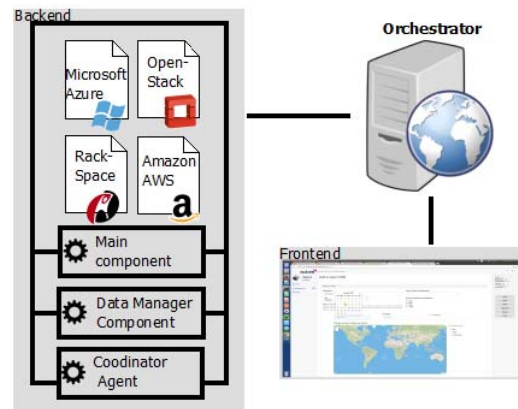 Backend
Microsoft
Azure
Open-
Stack
Rack-
Space
Amazon
AWS
Main
component
Data Manager
Component
Coodinator
Agent
Orchestrator
Frontend